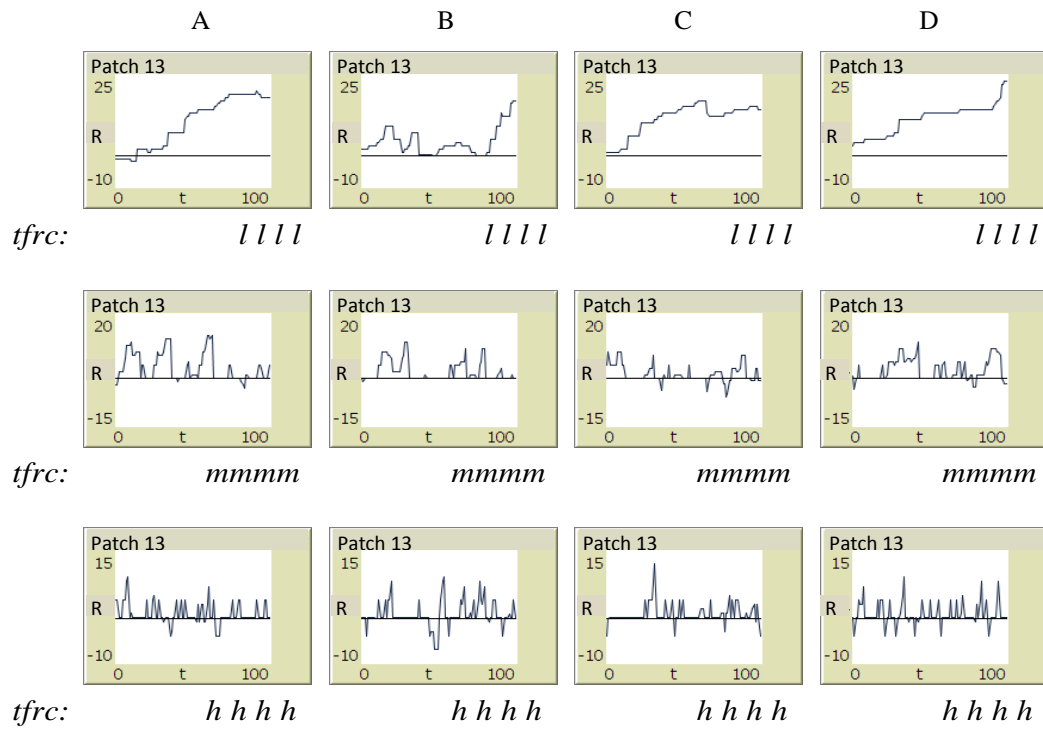 A B C D
Patch 13 Patch 13 Patch 13 Patch 13
25 25 25 25
R R R R
-10 -10 -10 -10
0 t 100 0 t 100 0 t 100 0 t 100
tfrc: l l l l l l l l l l l l l l l l
Patch 13 Patch 13 Patch 13 Patch 13
20 20 20 20
R R R R
-15 -15 -15 -15
0 t 100 0 t 100 0 t 100 0 t 100
tfrc: mmmm mmmm mmmm mmmm
Patch 13 Patch 13 Patch 13 Patch 13
15 15 15 15
R R R R
-10 -10 -10 -10
0 t 100 0 t 100 0 t 100 0 t 100
tfrc: h h h h h h h h h h h h h h h h